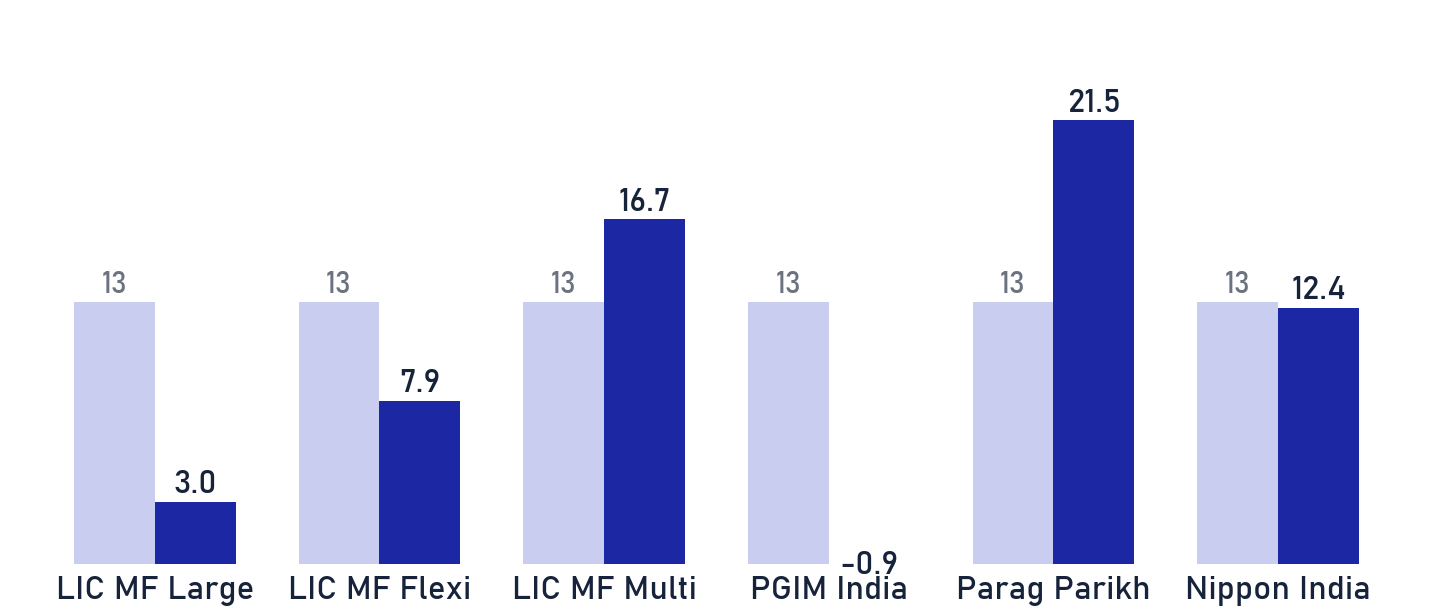 21.5
16.7
13
13
13
13
13
13
12.4
7.9
3.0
-0.9
LIC MF Large
LIC MF Flexi
LIC MF Multi
PGIM India
Parag Parikh
Nippon India